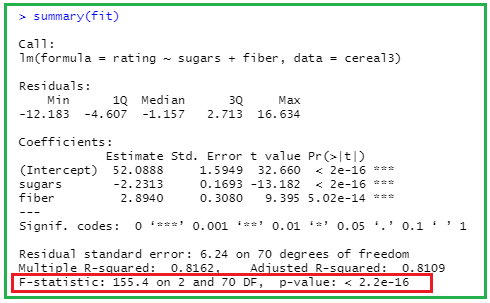 > summary(fit)
Call:
lm(formula = rating ~ sugars + fiber, data = cereal3)
Residuals:
    Min      1Q  Median      3Q     Max
-12.183  -4.607  -1.157   2.713  16.634
Coefficients:
            Estimate Std. Error t value Pr(>|t|)
(Intercept)  52.0888     1.5949  32.660  < 2e-16 ***
sugars       -2.2313     0.1693 -13.182  < 2e-16 ***
fiber         2.8940     0.3080   9.395 5.02e-14 ***
---
Signif. codes:  0 ‘***’ 0.001 ‘**’ 0.01 ‘*’ 0.05 ‘.’ 0.1 ‘ ’ 1
Residual standard error: 6.24 on 70 degrees of freedom
Multiple R-squared:  0.8162,    Adjusted R-squared:  0.8109
F-statistic: 155.4 on 2 and 70 DF,  p-value: < 2.2e-16